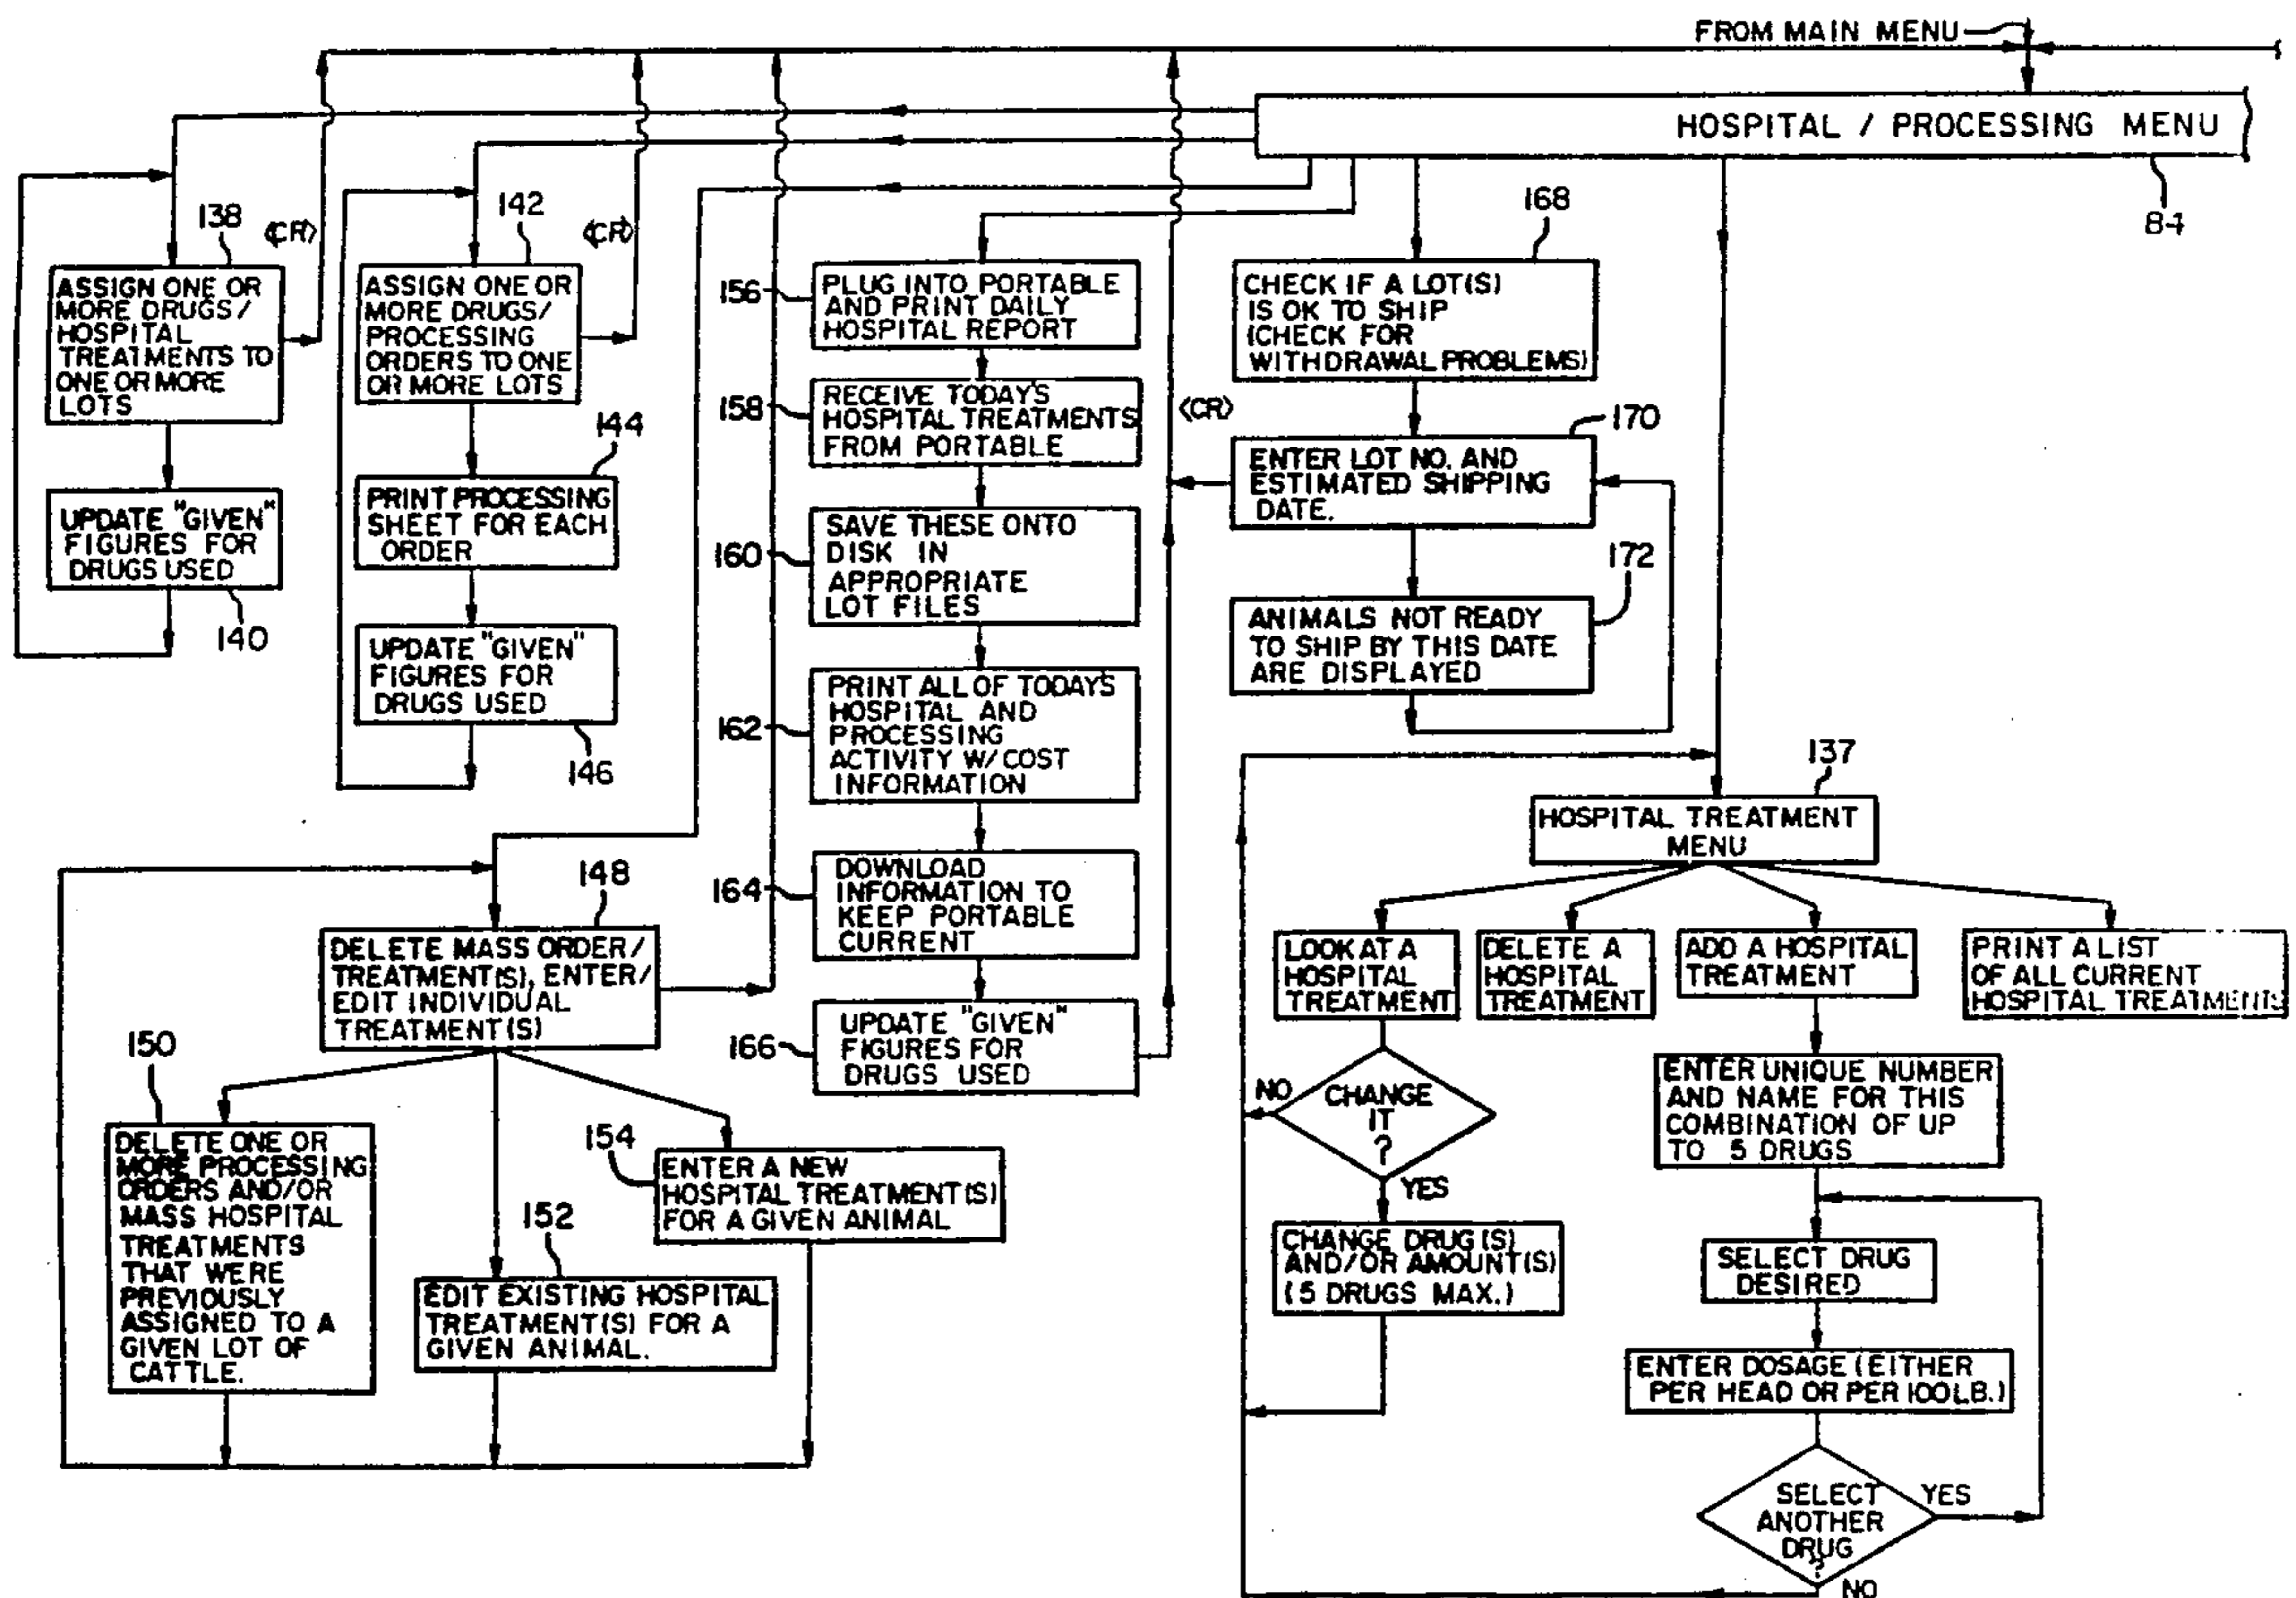 FROM MAIN MENU
HOSPITAL / PROCESSING MENU
84
138
<CR>
ASSIGN ONE OR
MORE DRUGS/
HOSPITAL
TREATMENTS TO
ONE OR MORE
LOTS
UPDATE "GIVEN"
FIGURES FOR
DRUGS USED
140
142
<CR>
ASSIGN ONE OR
MORE DRUGS/
PROCESSING
ORDERS TO ONE
OR MORE LOTS
144
PRINT PROCESSING
SHEET FOR EACH
ORDER
UPDATE "GIVEN"
FIGURES FOR
DRUGS USED
146
148
DELETE MASS ORDER/
TREATMENT(S), ENTER/
EDIT INDIVIDUAL
TREATMENT(S)
150
DELETE ONE OR
MORE PROCESSING
ORDERS AND/OR
MASS HOSPITAL
TREATMENTS
THAT WERE
PREVIOUSLY
ASSIGNED TO A
GIVEN LOT OF
CATTLE.
152
EDIT EXISTING HOSPITAL
TREATMENT(S) FOR A
GIVEN ANIMAL.
154
ENTER A NEW
HOSPITAL TREATMENT(S)
FOR A GIVEN ANIMAL
156
PLUG INTO PORTABLE
AND PRINT DAILY
HOSPITAL REPORT
158
RECEIVE TODAY'S
HOSPITAL TREATMENTS
FROM PORTABLE
160
SAVE THESE ONTO
DISK IN
APPROPRIATE
LOT FILES
162
PRINT ALL OF TODAY'S
HOSPITAL AND
PROCESSING
ACTIVITY W/COST
INFORMATION
164
DOWNLOAD
INFORMATION TO
KEEP PORTABLE
CURRENT
166
UPDATE "GIVEN"
FIGURES FOR
DRUGS USED
168
CHECK IF A LOT(S)
IS OK TO SHIP
(CHECK FOR
WITHDRAWAL PROBLEMS)
<CR>
170
ENTER LOT NO. AND
ESTIMATED SHIPPING
DATE.
172
ANIMALS NOT READY
TO SHIP BY THIS DATE
ARE DISPLAYED
137
HOSPITAL TREATMENT
MENU
LOOK AT A
HOSPITAL
TREATMENT
DELETE A
HOSPITAL
TREATMENT
ADD A HOSPITAL
TREATMENT
PRINT A LIST
OF ALL CURRENT
HOSPITAL TREATMENTS
NO
CHANGE
IT
?
YES
CHANGE DRUG(S)
AND/OR AMOUNT(S)
(5 DRUGS MAX.)
ENTER UNIQUE NUMBER
AND NAME FOR THIS
COMBINATION OF UP
TO 5 DRUGS
SELECT DRUG
DESIRED
ENTER DOSAGE (EITHER
PER HEAD OR PER 100 LB.)
SELECT
ANOTHER
DRUG
?
YES
NO